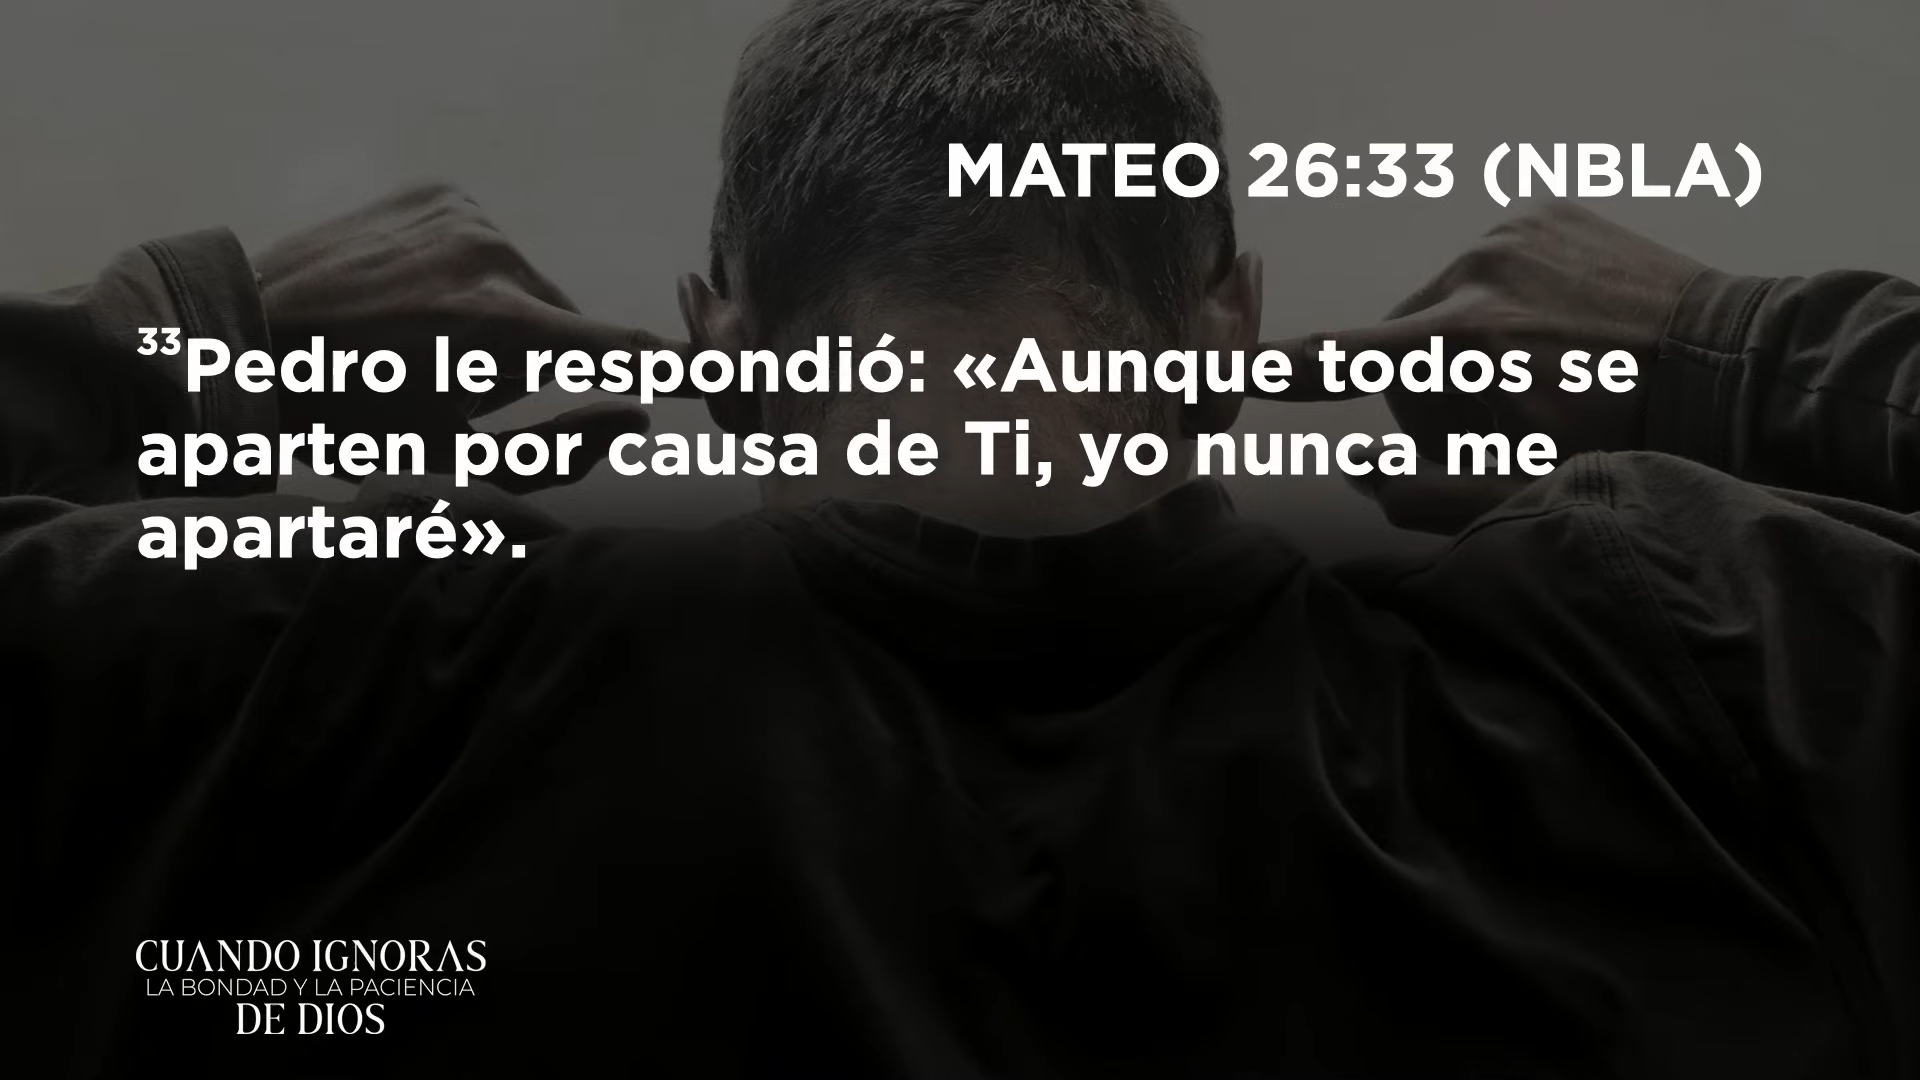 MATEO 26:33 (NBLA)
33Pedro le respondió: «Aunque todos se
aparten por causa de Ti, yo nunca me
apartaré».
CUANDO IGNORAS
LA BONDAD Y LA PACIENCIA
DE DIOS